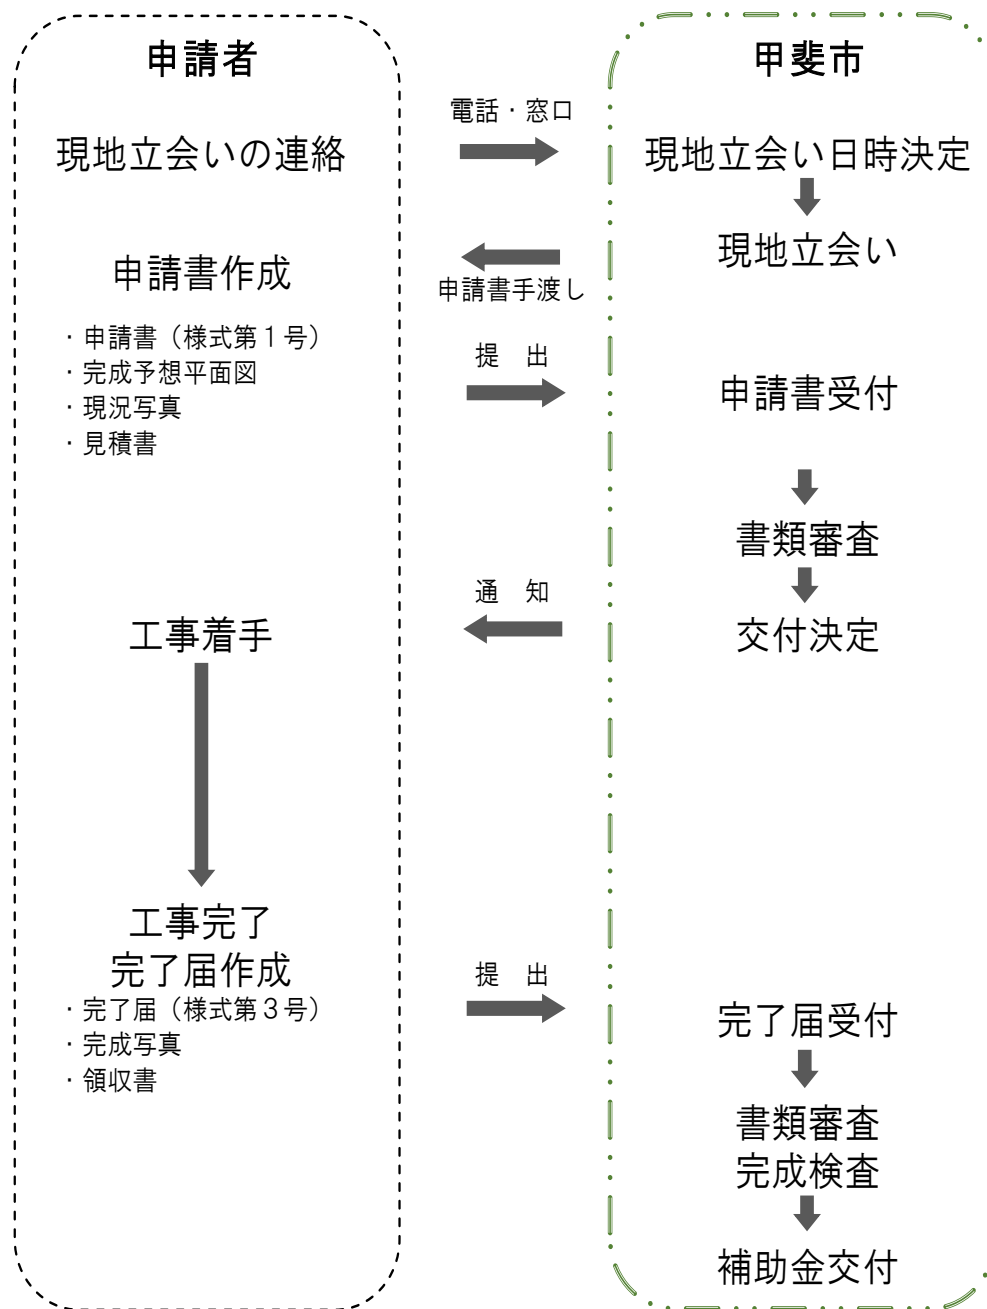 申請者
甲斐市
電話・窓口
現地立会いの連絡
現地立会い日時決定
現地立会い
申請書作成
申請書手渡し
・申請書（様式第１号）
・完成予想平面図
・現況写真
・見積書
提　出
申請書受付
書類審査
通　知
工事着手
交付決定
工事完了
完了届作成
・完了届（様式第３号）
・完成写真
・領収書
提　出
完了届受付
書類審査
完成検査
補助金交付